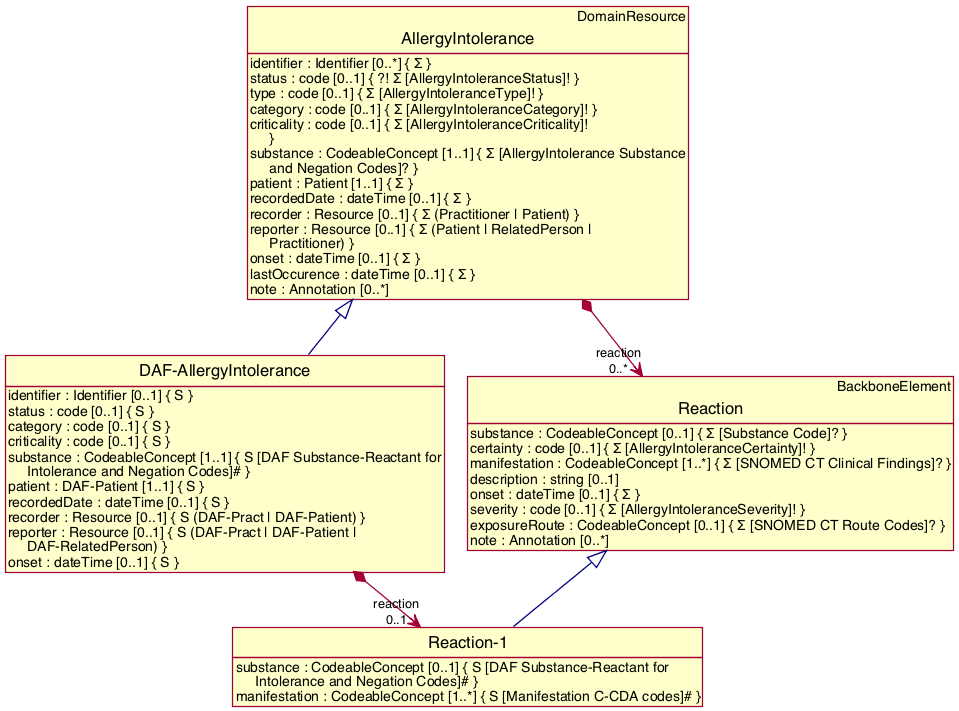 DomainResource
AllergyIntolerance
identifier : Identifier [0..*] { Σ }
status : code [0..1] { ?! Σ [AllergyIntoleranceStatus]! }
type : code [0..1] { Σ [AllergyIntoleranceType]! }
category : code [0..1] { Σ [AllergyIntoleranceCategory]! }
criticality : code [0..1] { Σ [AllergyIntoleranceCriticality]!
}
substance : CodeableConcept [1..1] { Σ [AllergyIntolerance Substance
and Negation Codes]? }
patient : Patient [1..1] { Σ }
recordedDate : dateTime [0..1] { Σ }
recorder : Resource [0..1] { Σ (Practitioner | Patient) }
reporter : Resource [0..1] { Σ (Patient | RelatedPerson |
Practitioner) }
onset : dateTime [0..1] { Σ }
lastOccurence : dateTime [0..1] { Σ }
note : Annotation [0..*]
reaction
0..*
DAF-AllergyIntolerance
identifier : Identifier [0..1] { S }
status : code [0..1] { S }
category : code [0..1] { S }
criticality : code [0..1] { S }
substance : CodeableConcept [1..1] { S [DAF Substance-Reactant for
Intolerance and Negation Codes]# }
patient : DAF-Patient [1..1] { S }
recordedDate : dateTime [0..1] { S }
recorder : Resource [0..1] { S (DAF-Pract | DAF-Patient) }
reporter : Resource [0..1] { S (DAF-Pract | DAF-Patient |
DAF-RelatedPerson) }
onset : dateTime [0..1] { S }
BackboneElement
Reaction
substance : CodeableConcept [0..1] { Σ [Substance Code]? }
certainty : code [0..1] { Σ [AllergyIntoleranceCertainty]! }
manifestation : CodeableConcept [1..*] { Σ [SNOMED CT Clinical Findings]? }
description : string [0..1]
onset : dateTime [0..1] { Σ }
severity : code [0..1] { Σ [AllergyIntoleranceSeverity]! }
exposureRoute : CodeableConcept [0..1] { Σ [SNOMED CT Route Codes]? }
note : Annotation [0..*]
reaction
0..1
Reaction-1
substance : CodeableConcept [0..1] { S [DAF Substance-Reactant for
Intolerance and Negation Codes]# }
manifestation : CodeableConcept [1..*] { S [Manifestation C-CDA codes]# }